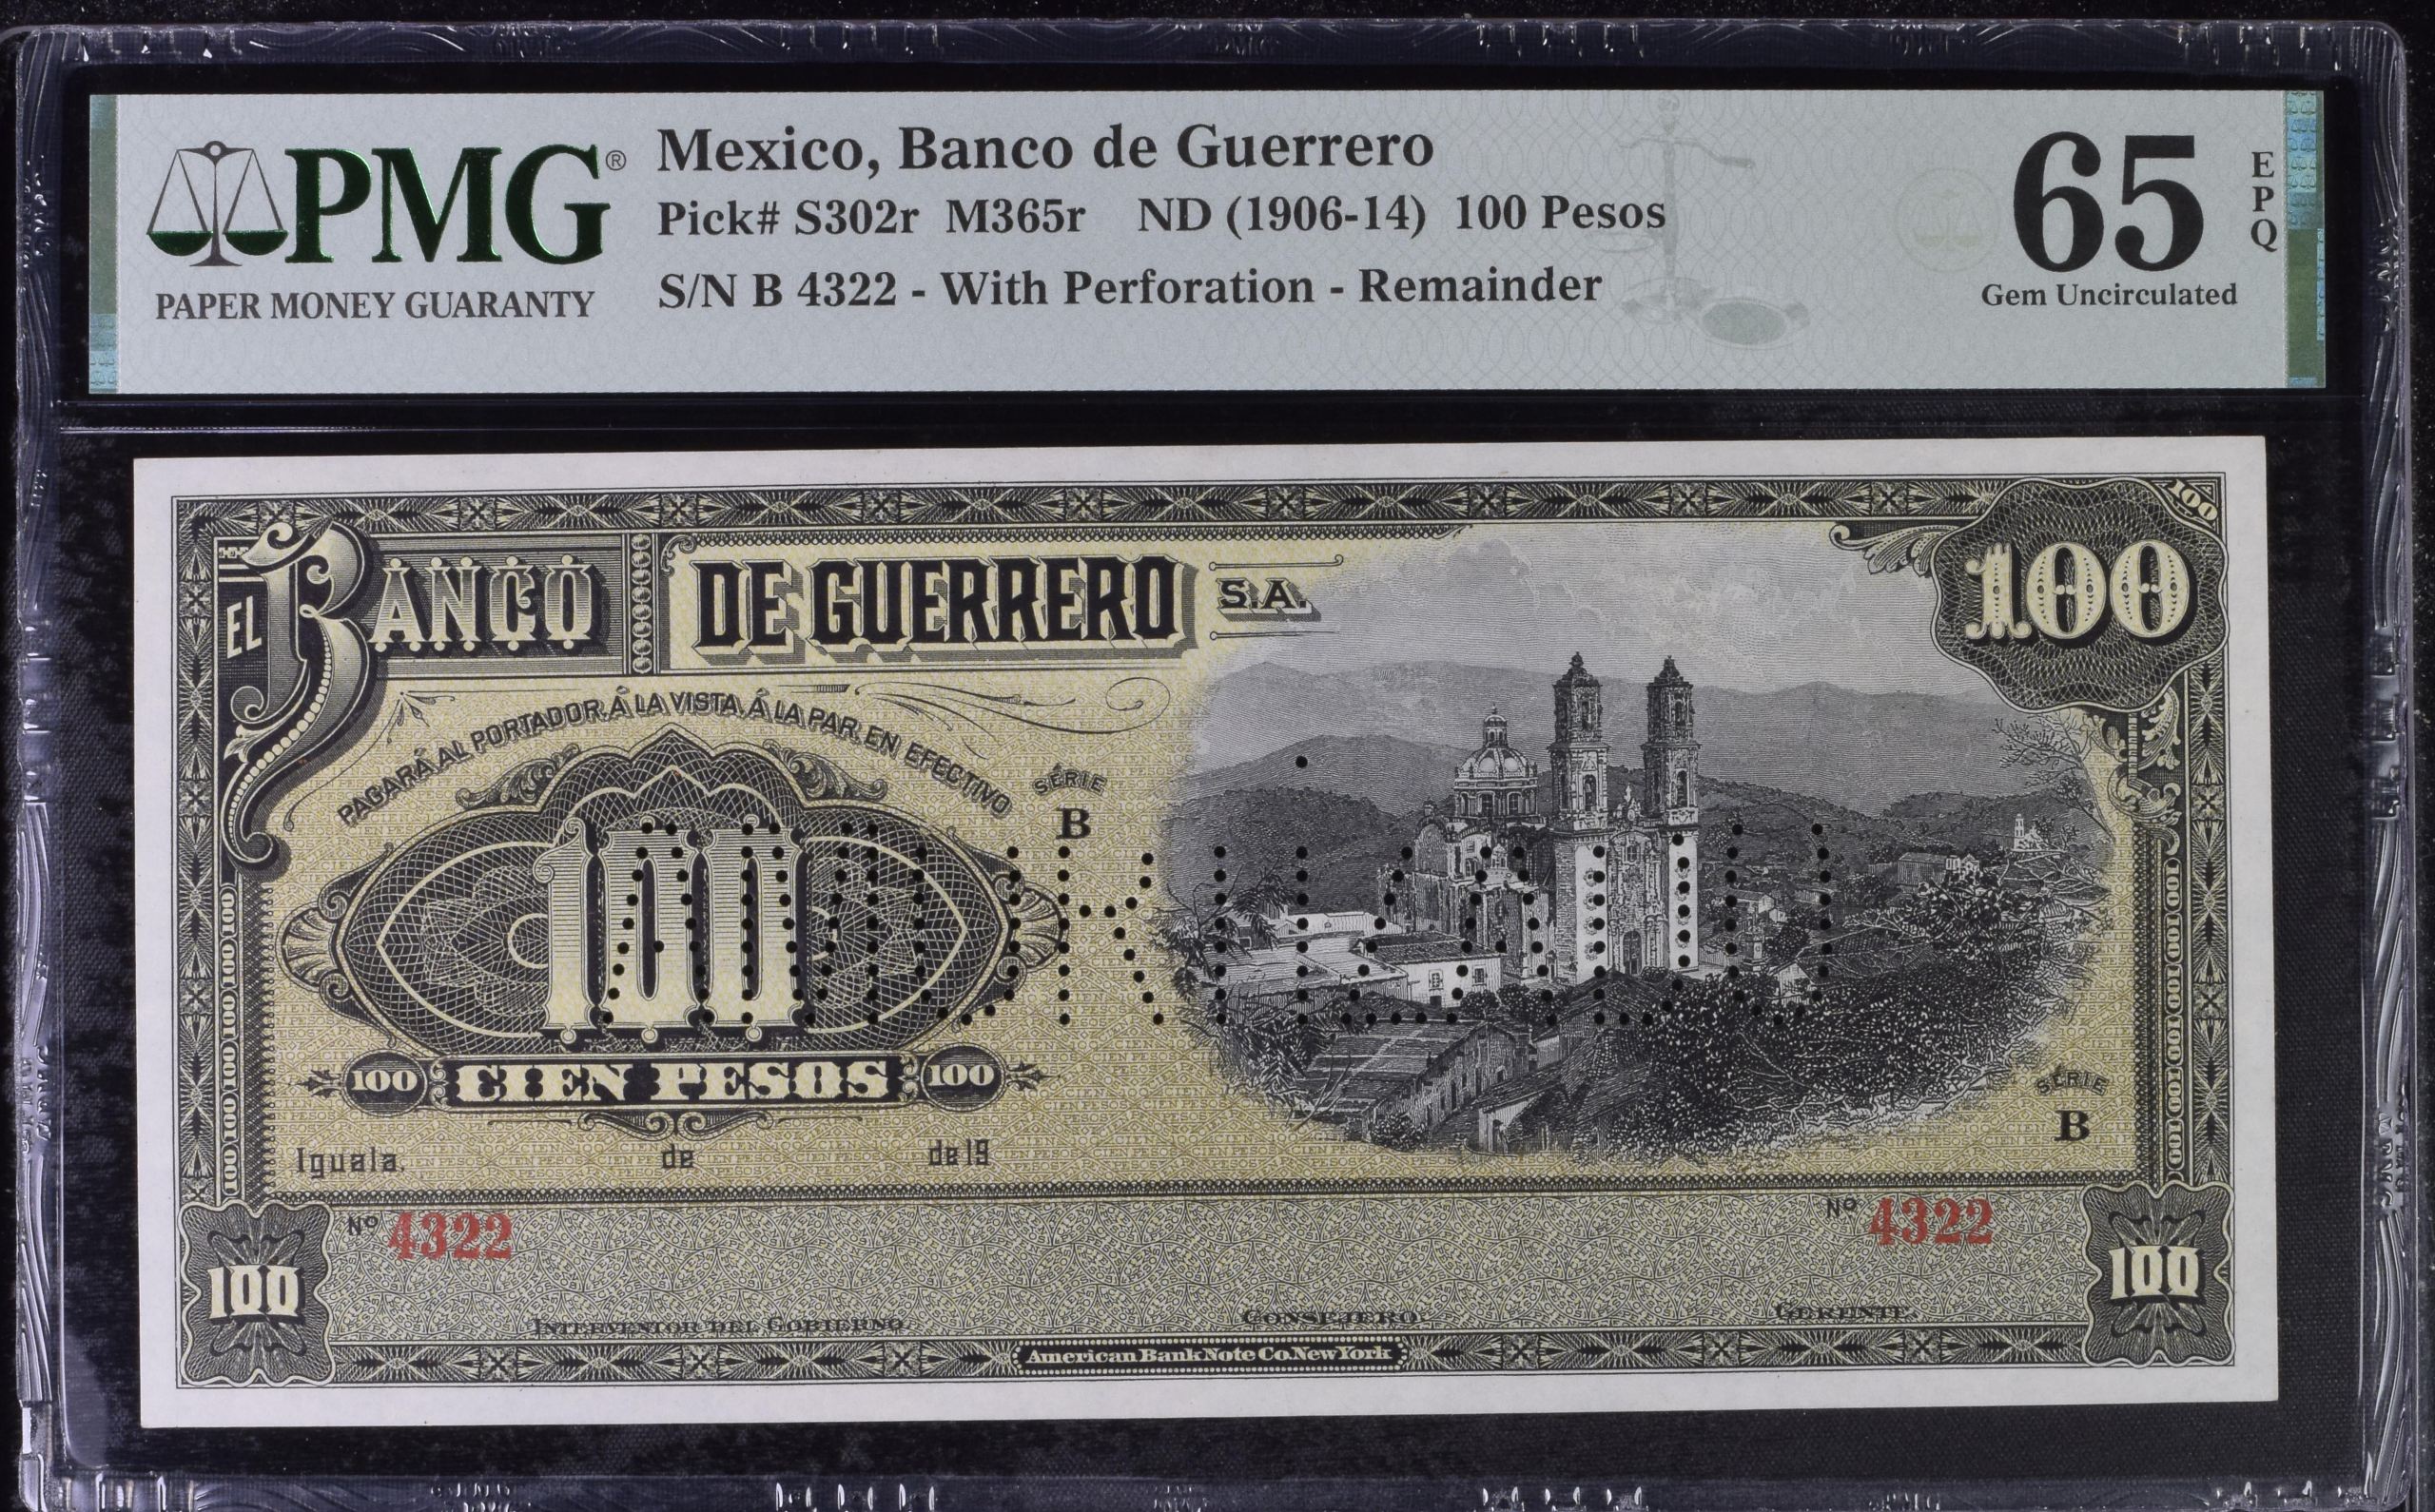 PMG®
PAPER MONEY GUARANTY
Mexico, Banco de Guerrero
Pick# S302r M365r ND (1906-14) 100 Pesos
S/N B 4322 - With Perforation - Remainder
65
EPQ
Gem Uncirculated
EL BANCO DE GUERRERO S.A.
100
100
PAGARÁ AL PORTADOR, Á LA VISTA, Á LA PAR, EN EFECTIVO
SÉRIE
B
100
100 CIEN PESOS 100
SÉRIE
B
Iguala, de de 19
Nº 4322
Nº 4322
100
100
INTERVENTOR DEL GOBIERNO.
CONSEJERO.
GERENTE.
American Bank Note Co. New York